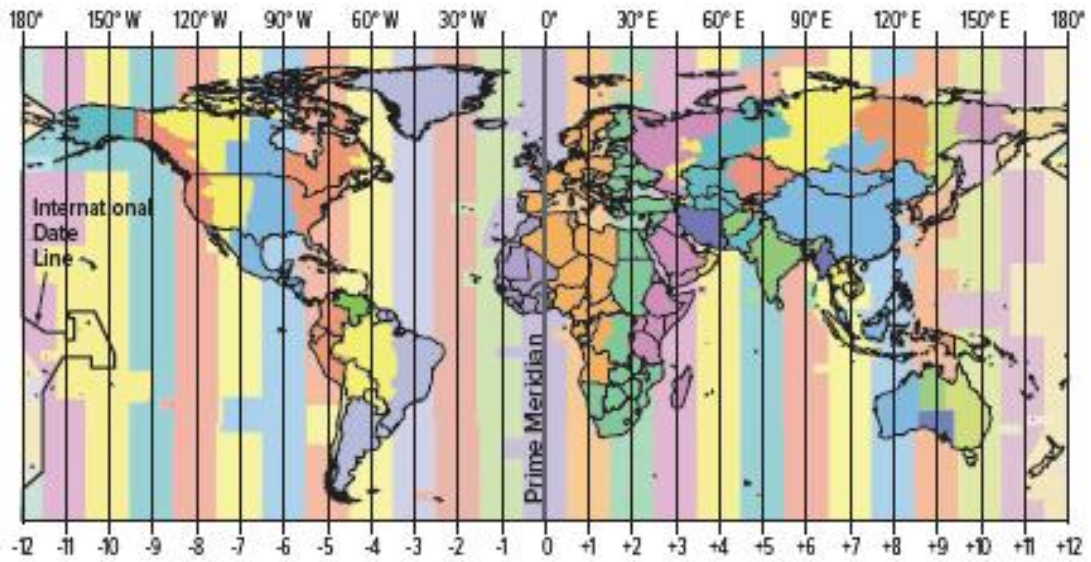 180° 150° W 120° W 90° W 60° W 30° W 0° 30° E 60° E 90° E 120° E 150° E 180°
International
Date
Line
Prime Meridian
-12 -11 -10 -9 -8 -7 -6 -5 -4 -3 -2 -1 0 +1 +2 +3 +4 +5 +6 +7 +8 +9 +10 +11 +12